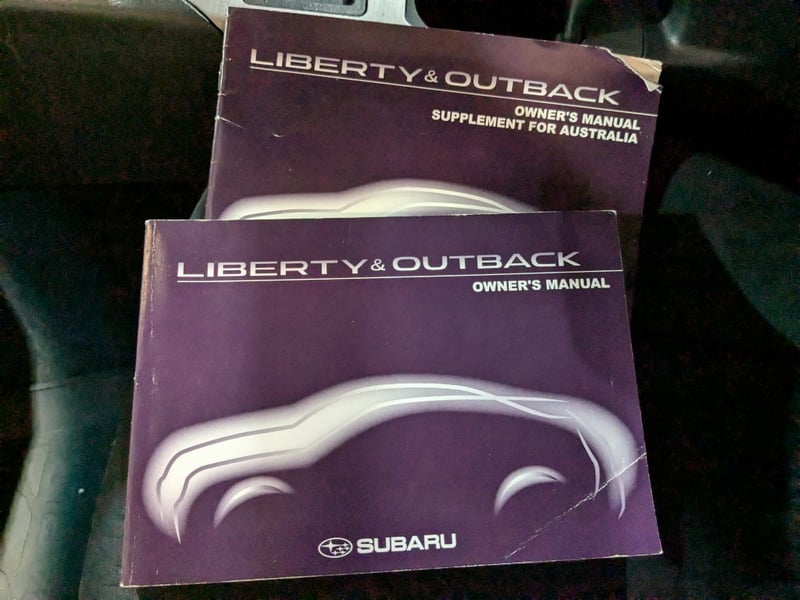 LIBERTY & OUTBACK
OWNER'S MANUAL
SUPPLEMENT FOR AUSTRALIA
LIBERTY & OUTBACK
OWNER'S MANUAL
SUBARU